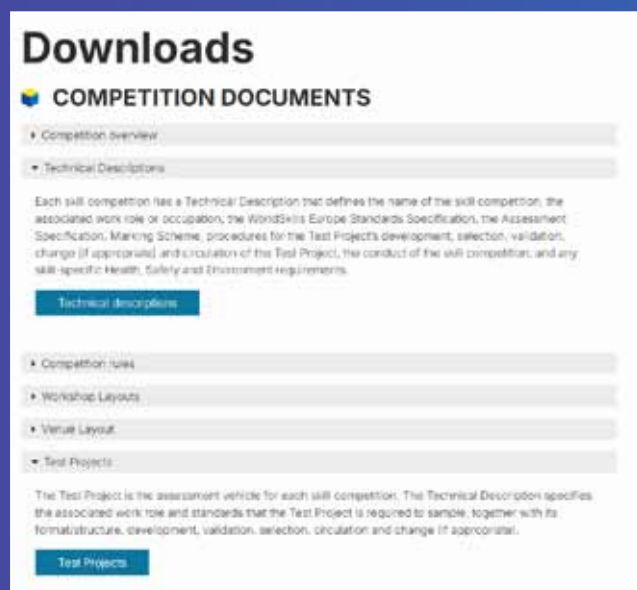 Downloads
COMPETITION DOCUMENTS
Competition overview
Technical Descriptions
Each skill competition has a Technical Description that defines the name of the skill competition, the
associated work role or occupation, the WorldSkills Europe Standards Specification, the Assessment
Specification, Marking Scheme, procedures for the Test Project's development, selection, validation,
change (if appropriate) and circulation of the Test Project, the conduct of the skill competition, and any
skill-specific Health, Safety and Environment requirements.
Technical descriptions
Competition rules
Workshop Layouts
Venue Layout
Test Projects
The Test Project is the assessment vehicle for each skill competition. The Technical Description specifies
the associated work role and standards that the Test Project is required to sample, together with its
format/structure, development, validation, selection, circulation and change (if appropriate).
Test Projects